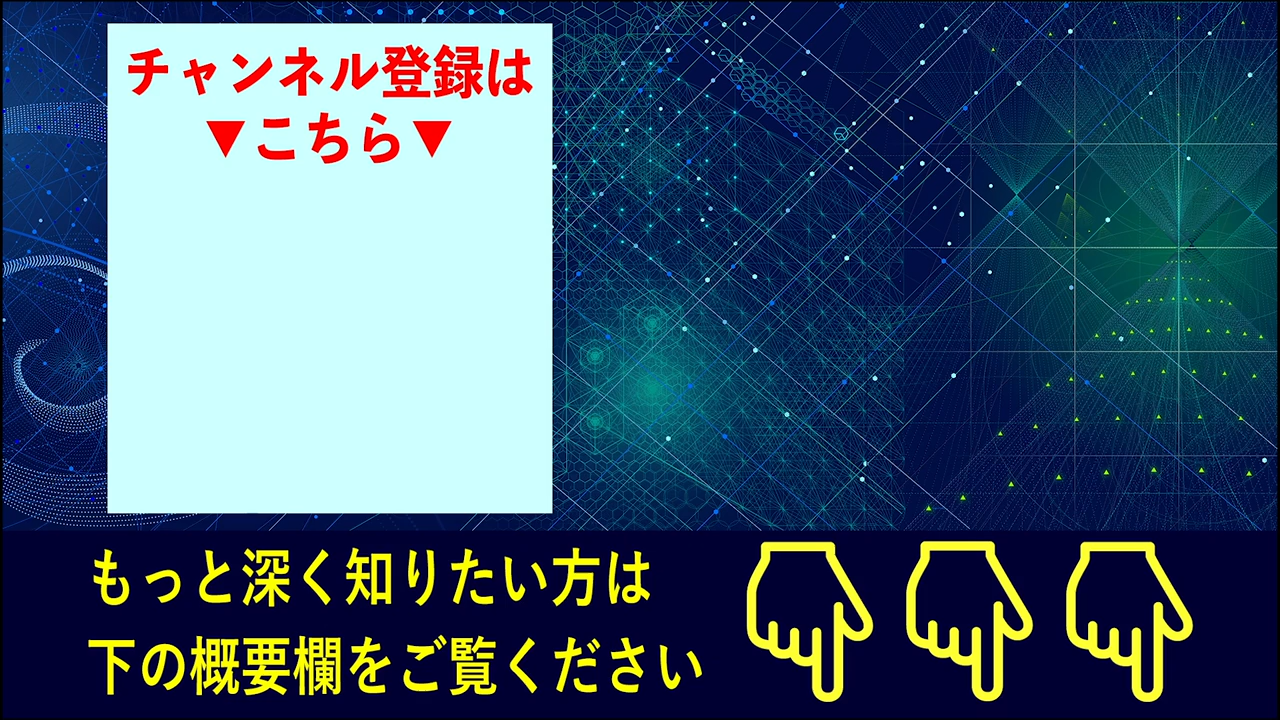 チャンネル登録は
▼こちら▼
もっと深く知りたい方は
下の概要欄をご覧ください